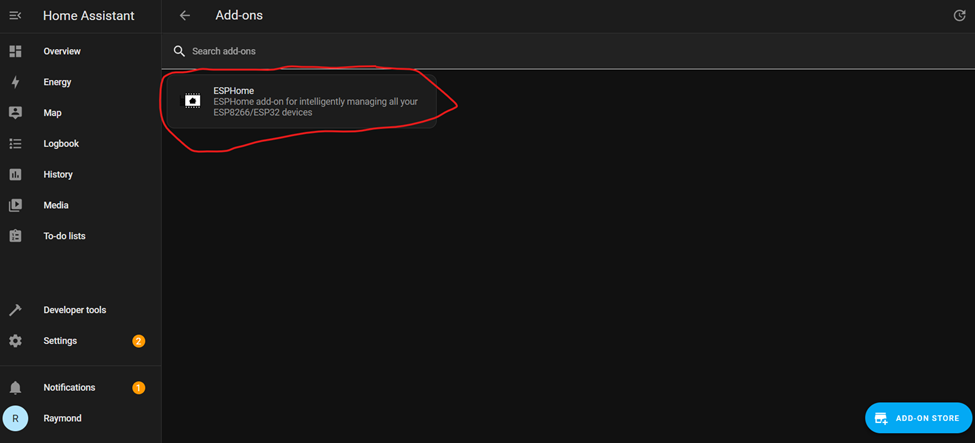 Home Assistant
Add-ons
Search add-ons
Overview
Energy
Map
Logbook
History
Media
To-do lists
ESPHome
ESPHome add-on for intelligently managing all your
ESP8266/ESP32 devices
Developer tools
Settings
2
Notifications
1
R
Raymond
ADD-ON STORE